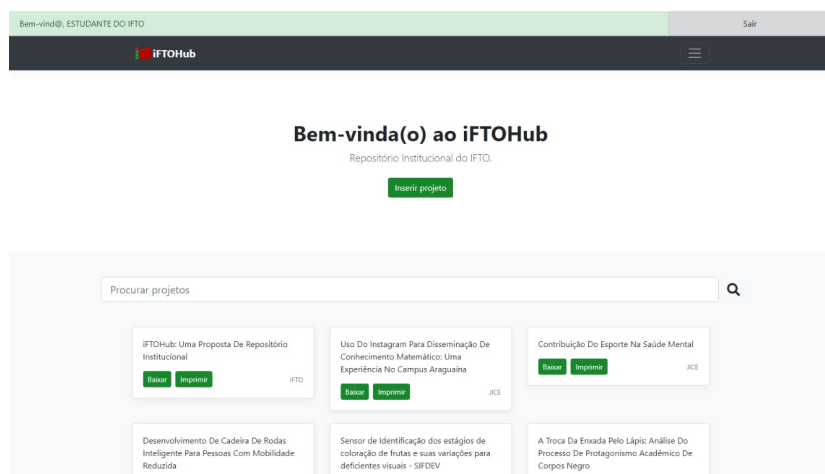 Bem-vind@, ESTUDANTE DO IFTO
Sair
iFTOHub
Bem-vinda(o) ao iFTOHub
Repositório Institucional do IFTO.
Inserir projeto
Procurar projetos
iFTOHub: Uma Proposta De Repositório
Institucional
Baixar Imprimir IFTO
Uso Do Instagram Para Disseminação De
Conhecimento Matemático: Uma
Experiência No Campus Araguaína
Baixar Imprimir JICE
Contribuição Do Esporte Na Saúde Mental
Baixar Imprimir JICE
Desenvolvimento De Cadeira De Rodas
Inteligente Para Pessoas Com Mobilidade
Reduzida
Sensor de Identificação dos estágios de
coloração de frutas e suas variações para
deficientes visuais - SIFDEV
A Troca Da Enxada Pelo Lápis: Análise Do
Processo De Protagonismo Acadêmico De
Corpos Negro